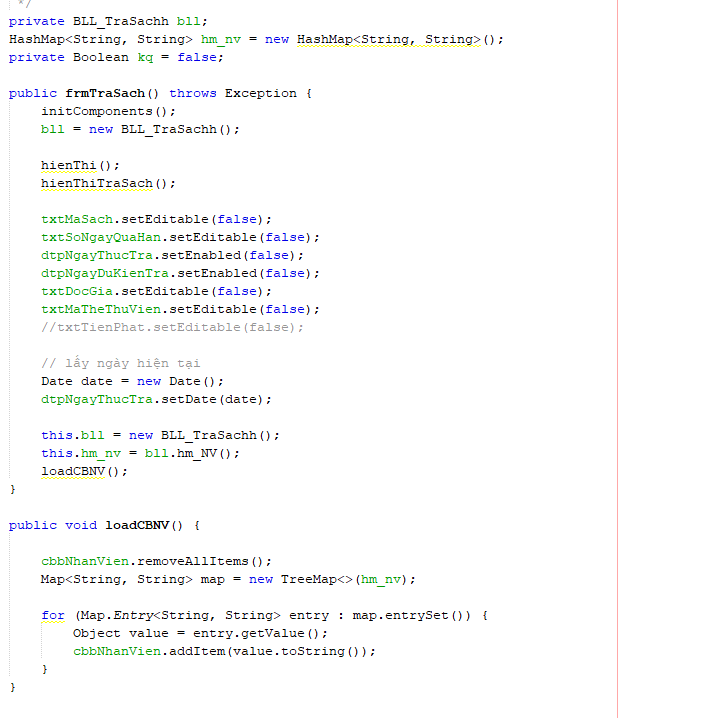 */
private BLL_TraSachh bll;
HashMap<String, String> hm_nv = new HashMap<String, String>();
private Boolean kq = false;
public frmTraSach() throws Exception {
initComponents();
bll = new BLL_TraSachh();
hienThi();
hienThiTraSach();
txtMaSach.setEditable(false);
txtSoNgayQuaHan.setEditable(false);
dtpNgayThucTra.setEnabled(false);
dtpNgayDuKienTra.setEnabled(false);
txtDocGia.setEditable(false);
txtMaTheThuVien.setEditable(false);
//txtTienPhat.setEditable(false);
// lấy ngày hiện tại
Date date = new Date();
dtpNgayThucTra.setDate(date);
this.bll = new BLL_TraSachh();
this.hm_nv = bll.hm_NV();
loadCBNV();
}
public void loadCBNV() {
cbbNhanVien.removeAllItems();
Map<String, String> map = new TreeMap<>(hm_nv);
for (Map.Entry<String, String> entry : map.entrySet()) {
Object value = entry.getValue();
cbbNhanVien.addItem(value.toString());
}
}